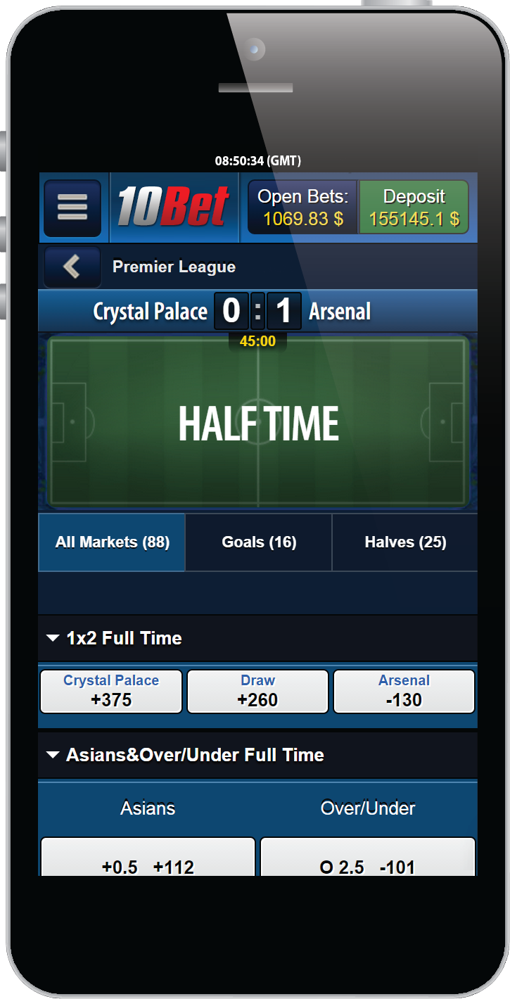 08:50:34 (GMT)
10Bet
Open Bets:
1069.83 $
Deposit
155145.1 $
Premier League
Crystal Palace 0 : 1 Arsenal
45:00
HALF TIME
All Markets (88) Goals (16) Halves (25)
1x2 Full Time
Crystal Palace
+375
Draw
+260
Arsenal
-130
Asians&Over/Under Full Time
Asians Over/Under
+0.5 +112 O 2.5 -101